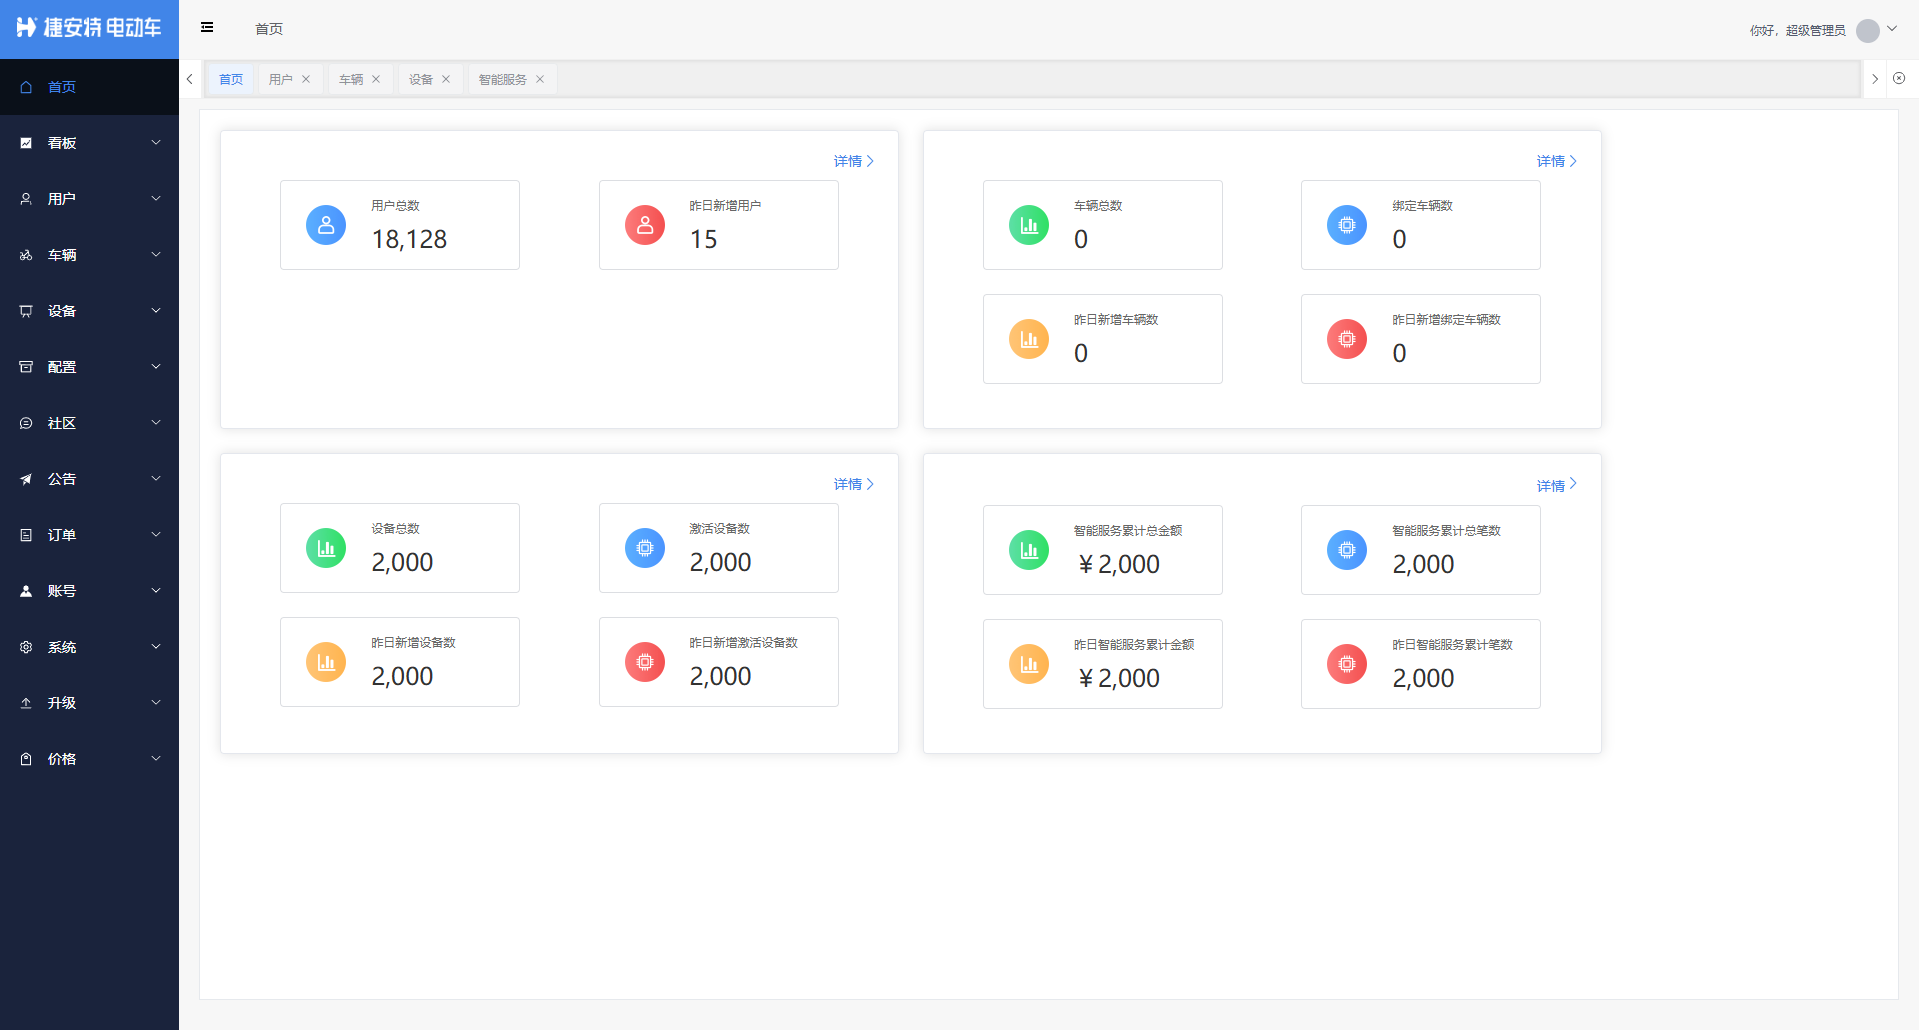 捷安特 电动车
首页
你好，超级管理员
首页
用户
车辆
设备
智能服务
首页
看板
用户
车辆
设备
配置
社区
公告
订单
账号
系统
升级
价格
详情
用户总数
18,128
昨日新增用户
15
详情
车辆总数
0
绑定车辆数
0
昨日新增车辆数
0
昨日新增绑定车辆数
0
详情
设备总数
2,000
激活设备数
2,000
昨日新增设备数
2,000
昨日新增激活设备数
2,000
详情
智能服务累计总金额
￥2,000
智能服务累计总笔数
2,000
昨日智能服务累计金额
￥2,000
昨日智能服务累计笔数
2,000